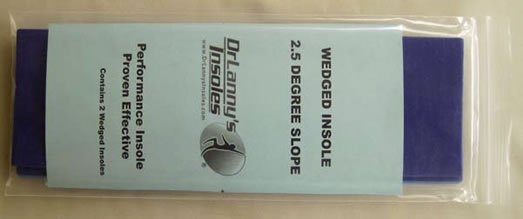 WEDGED INSOLE
2.5 DEGREE SLOPE
DrLanny's
Insoles
www.DrLannysInsoles.com
®
Performance Insole
Proven Effective
Contains 2 Wedged Insoles